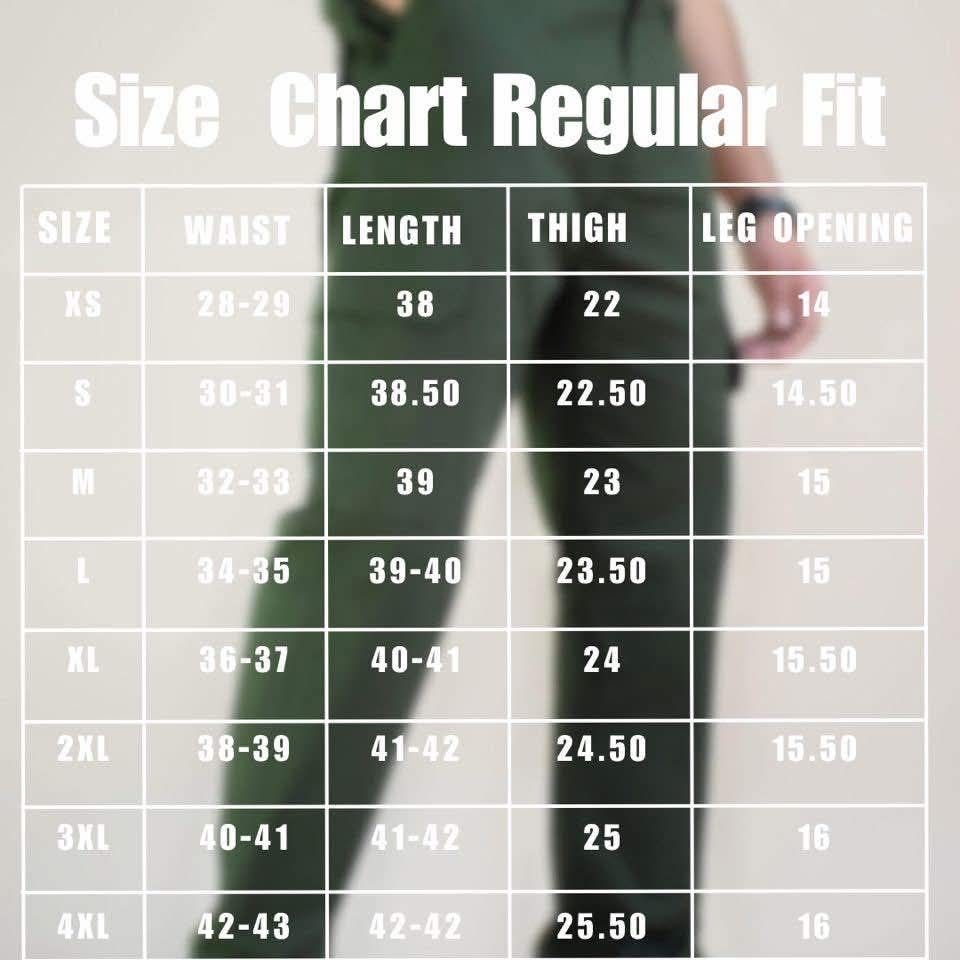 Size Chart Regular Fit
SIZE WAIST LENGTH THIGH LEG OPENING
XS 28-29 38 22 14
S 30-31 38.50 22.50 14.50
M 32-33 39 23 15
L 34-35 39-40 23.50 15
XL 36-37 40-41 24 15.50
2XL 38-39 41-42 24.50 15.50
3XL 40-41 41-42 25 16
4XL 42-43 42-42 25.50 16